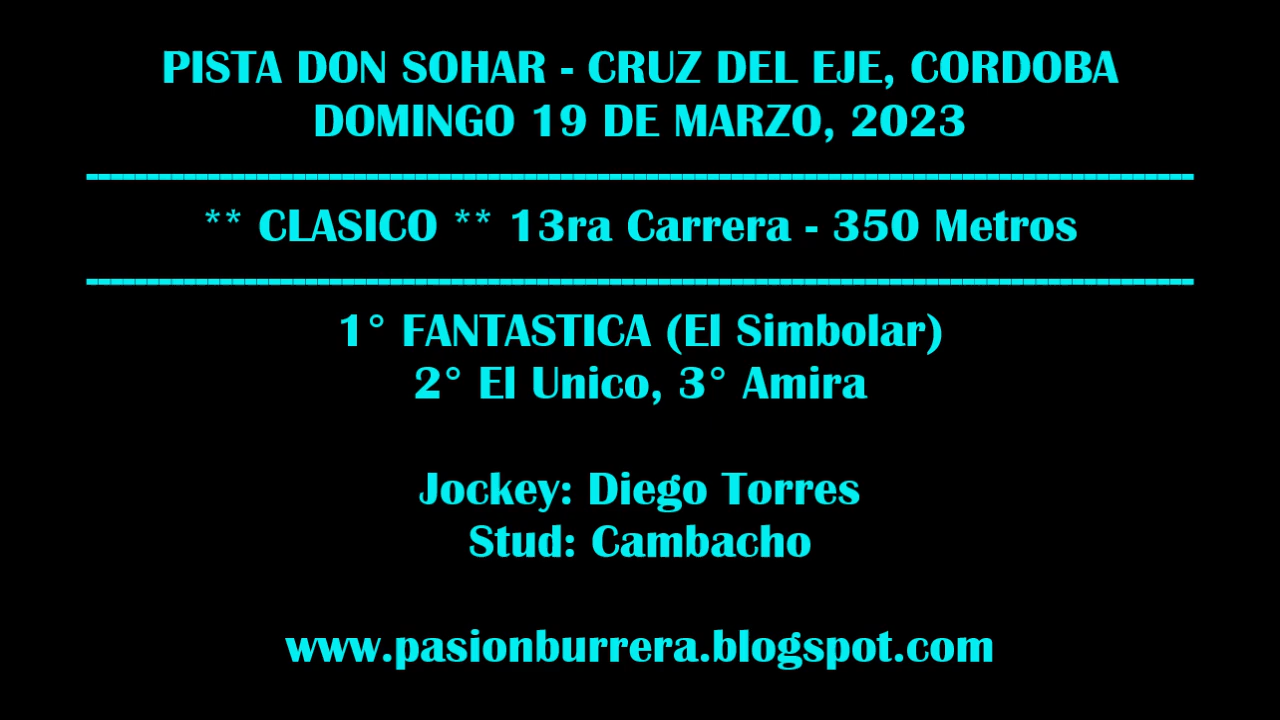 PISTA DON SOHAR - CRUZ DEL EJE, CORDOBA
DOMINGO 19 DE MARZO, 2023
-------------------------------------------------------------------------------------------
** CLASICO ** 13ra Carrera - 350 Metros
-------------------------------------------------------------------------------------------
1° FANTASTICA (El Simbolar)
2° El Unico, 3° Amira
Jockey: Diego Torres
Stud: Cambacho
www.pasionburrera.blogspot.com